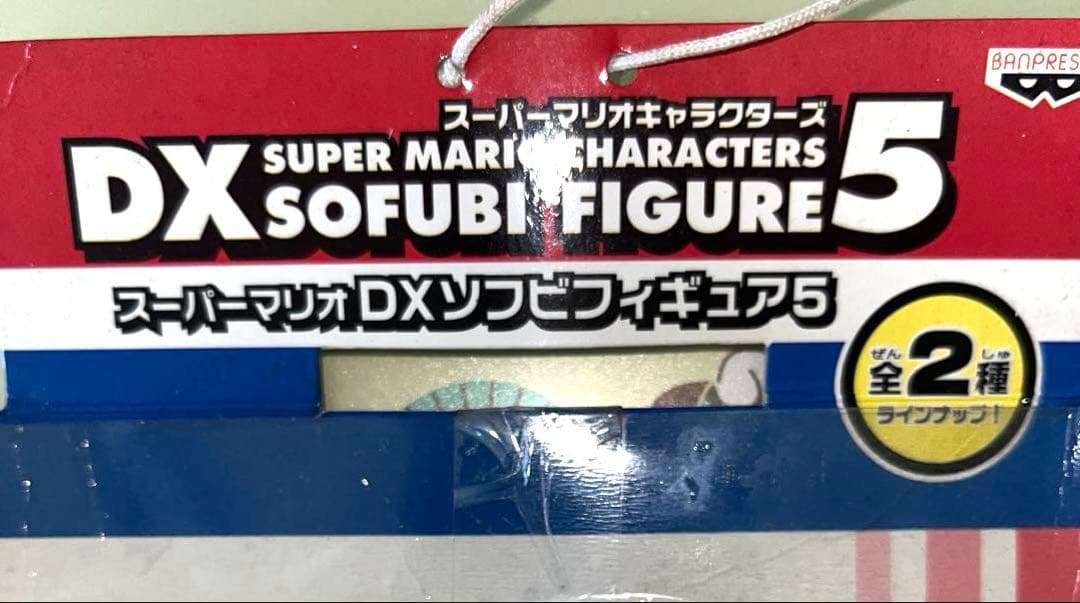 BANPRES
スーパーマリオキャラクターズ
DX SUPER MARIO CHARACTERS SOFUBI FIGURE 5
スーパーマリオ DXソフビフィギュア5
ぜん しゅ
全2種
ラインナップ!